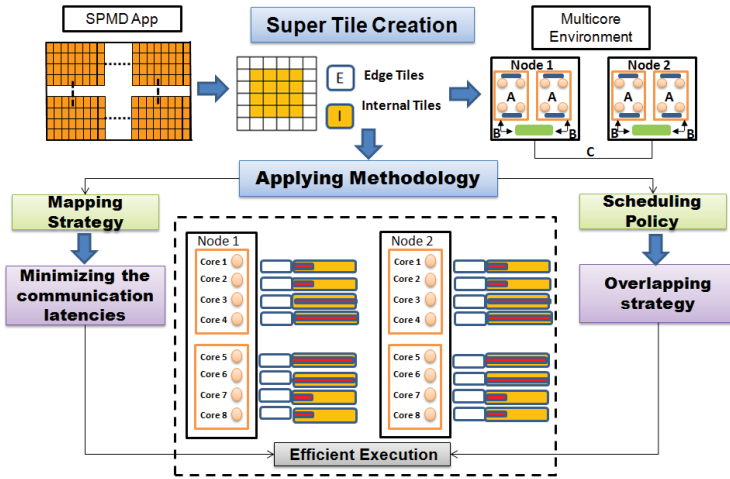 SPMD App
Super Tile Creation
Multicore
Environment
E
Edge Tiles
I
Internal Tiles
Node 1
Node 2
A
A
A
A
B
B
B
B
C
Applying Methodology
Mapping
Strategy
Scheduling
Policy
Minimizing the
communication
latencies
Overlapping
strategy
Node 1
Core 1
Core 2
Core 3
Core 4
Core 5
Core 6
Core 7
Core 8
Node 2
Core 1
Core 2
Core 3
Core 4
Core 5
Core 6
Core 7
Core 8
Efficient Execution